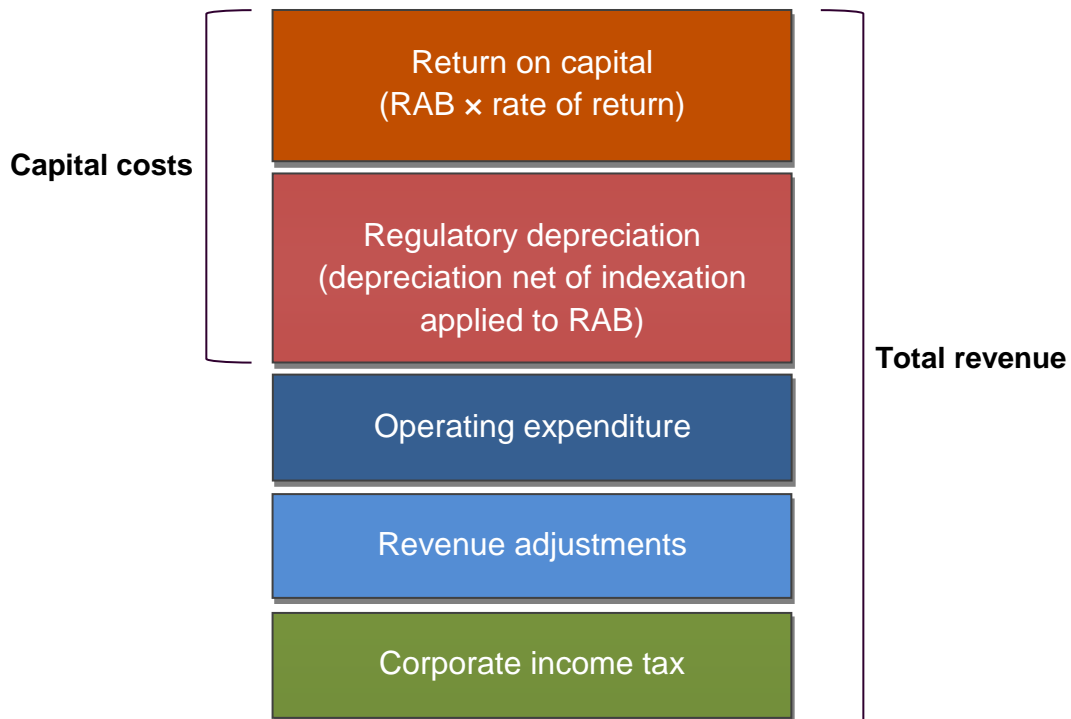 Return on capital
(RAB × rate of return)
Capital costs
Regulatory depreciation
(depreciation net of indexation
applied to RAB)
Total revenue
Operating expenditure
Revenue adjustments
Corporate income tax